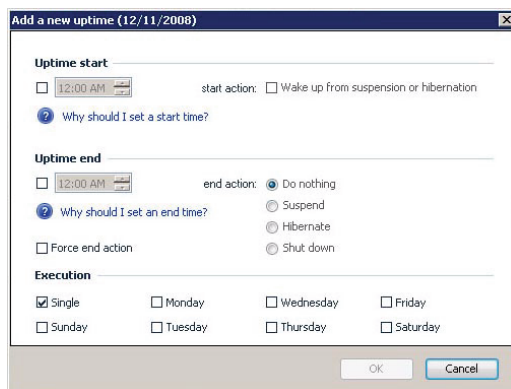 Add a new uptime (12/11/2008)
Uptime start
12:00 AM start action: Wake up from suspension or hibernation
Why should I set a start time?
Uptime end
12:00 AM end action: Do nothing
Suspend
Why should I set an end time?
Hibernate
Force end action Shut down
Execution
Single Monday Wednesday Friday
Sunday Tuesday Thursday Saturday
OK Cancel